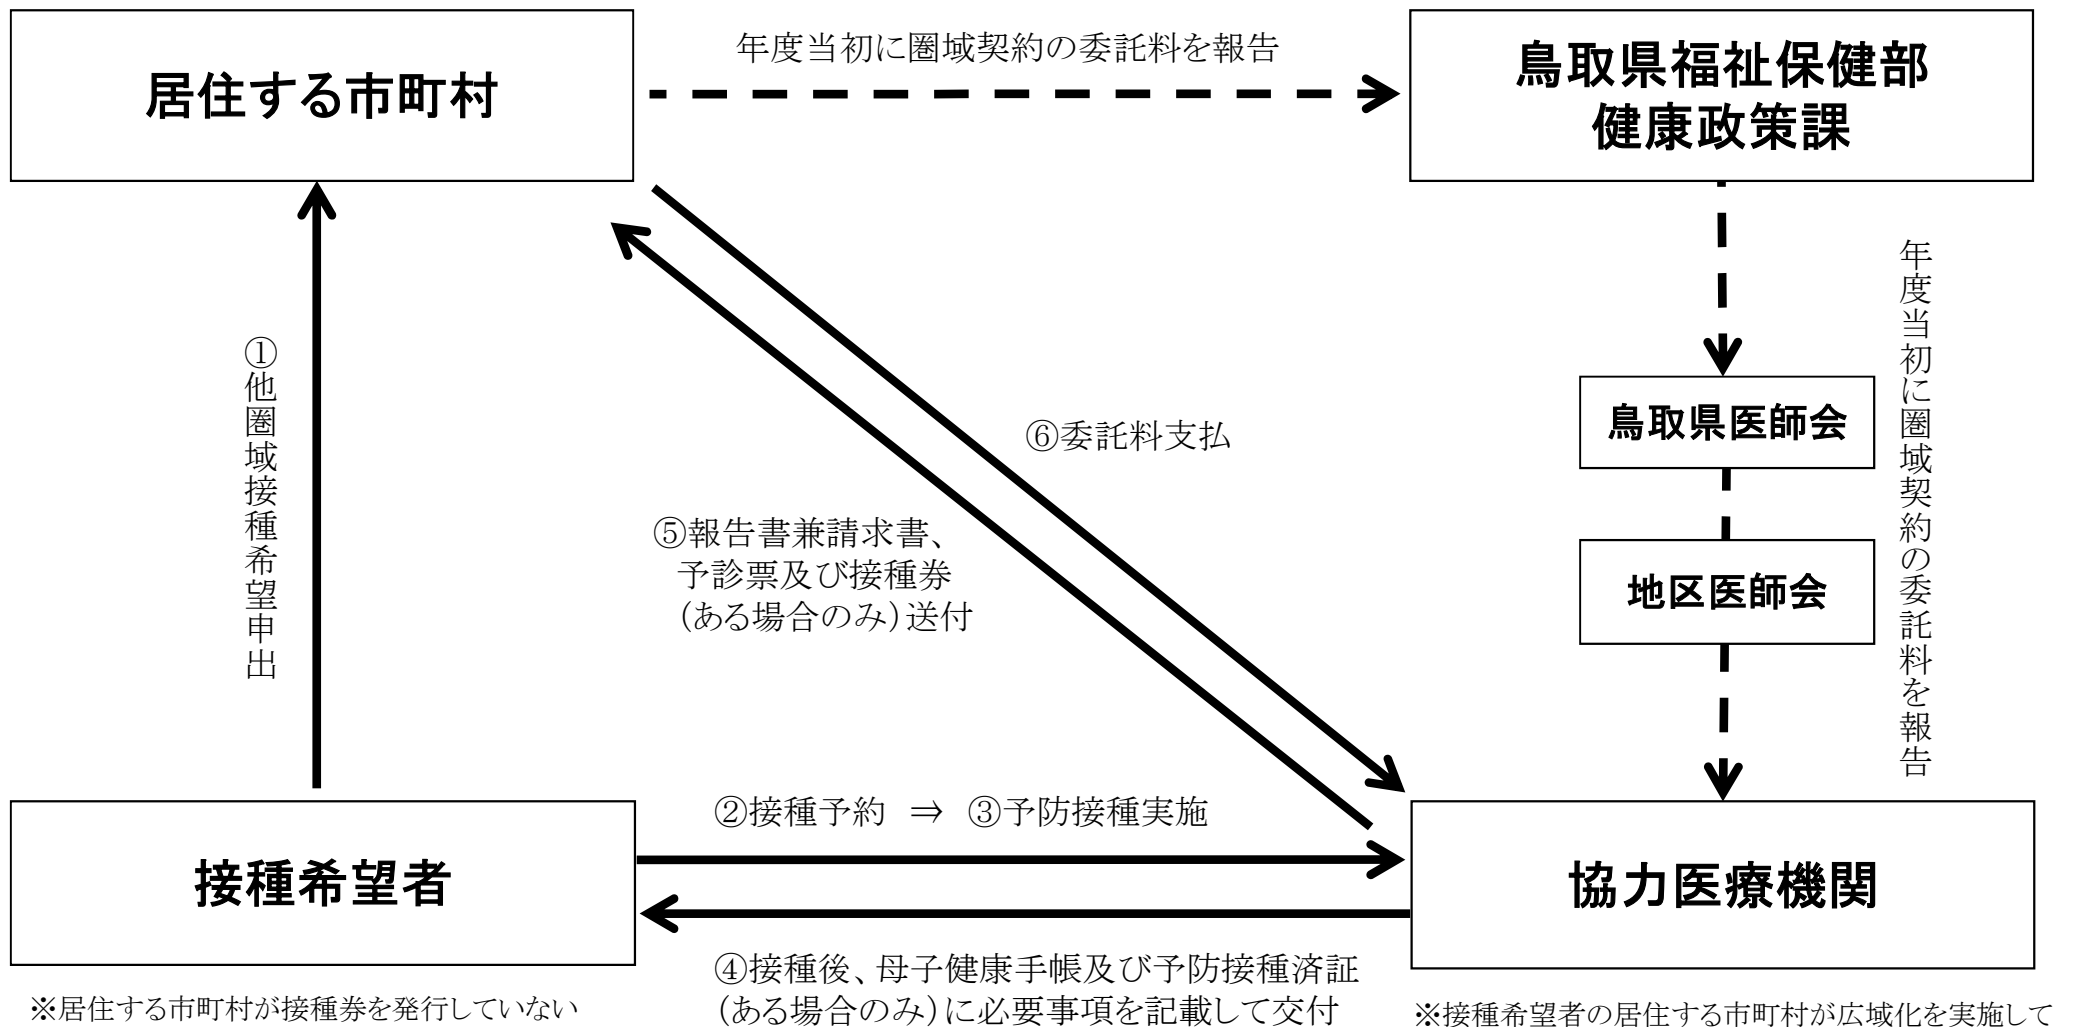 居住する市町村
年度当初に圏域契約の委託料を報告
鳥取県福祉保健部
健康政策課
①他圏域接種希望申出
⑥委託料支払
⑤報告書兼請求書、
予診票及び接種券
(ある場合のみ)送付
鳥取県医師会
地区医師会
年度当初に圏域契約の委託料を報告
②接種予約 ⇒ ③予防接種実施
接種希望者
協力医療機関
④接種後、母子健康手帳及び予防接種済証
(ある場合のみ)に必要事項を記載して交付
※居住する市町村が接種券を発行していない
※接種希望者の居住する市町村が広域化を実施して